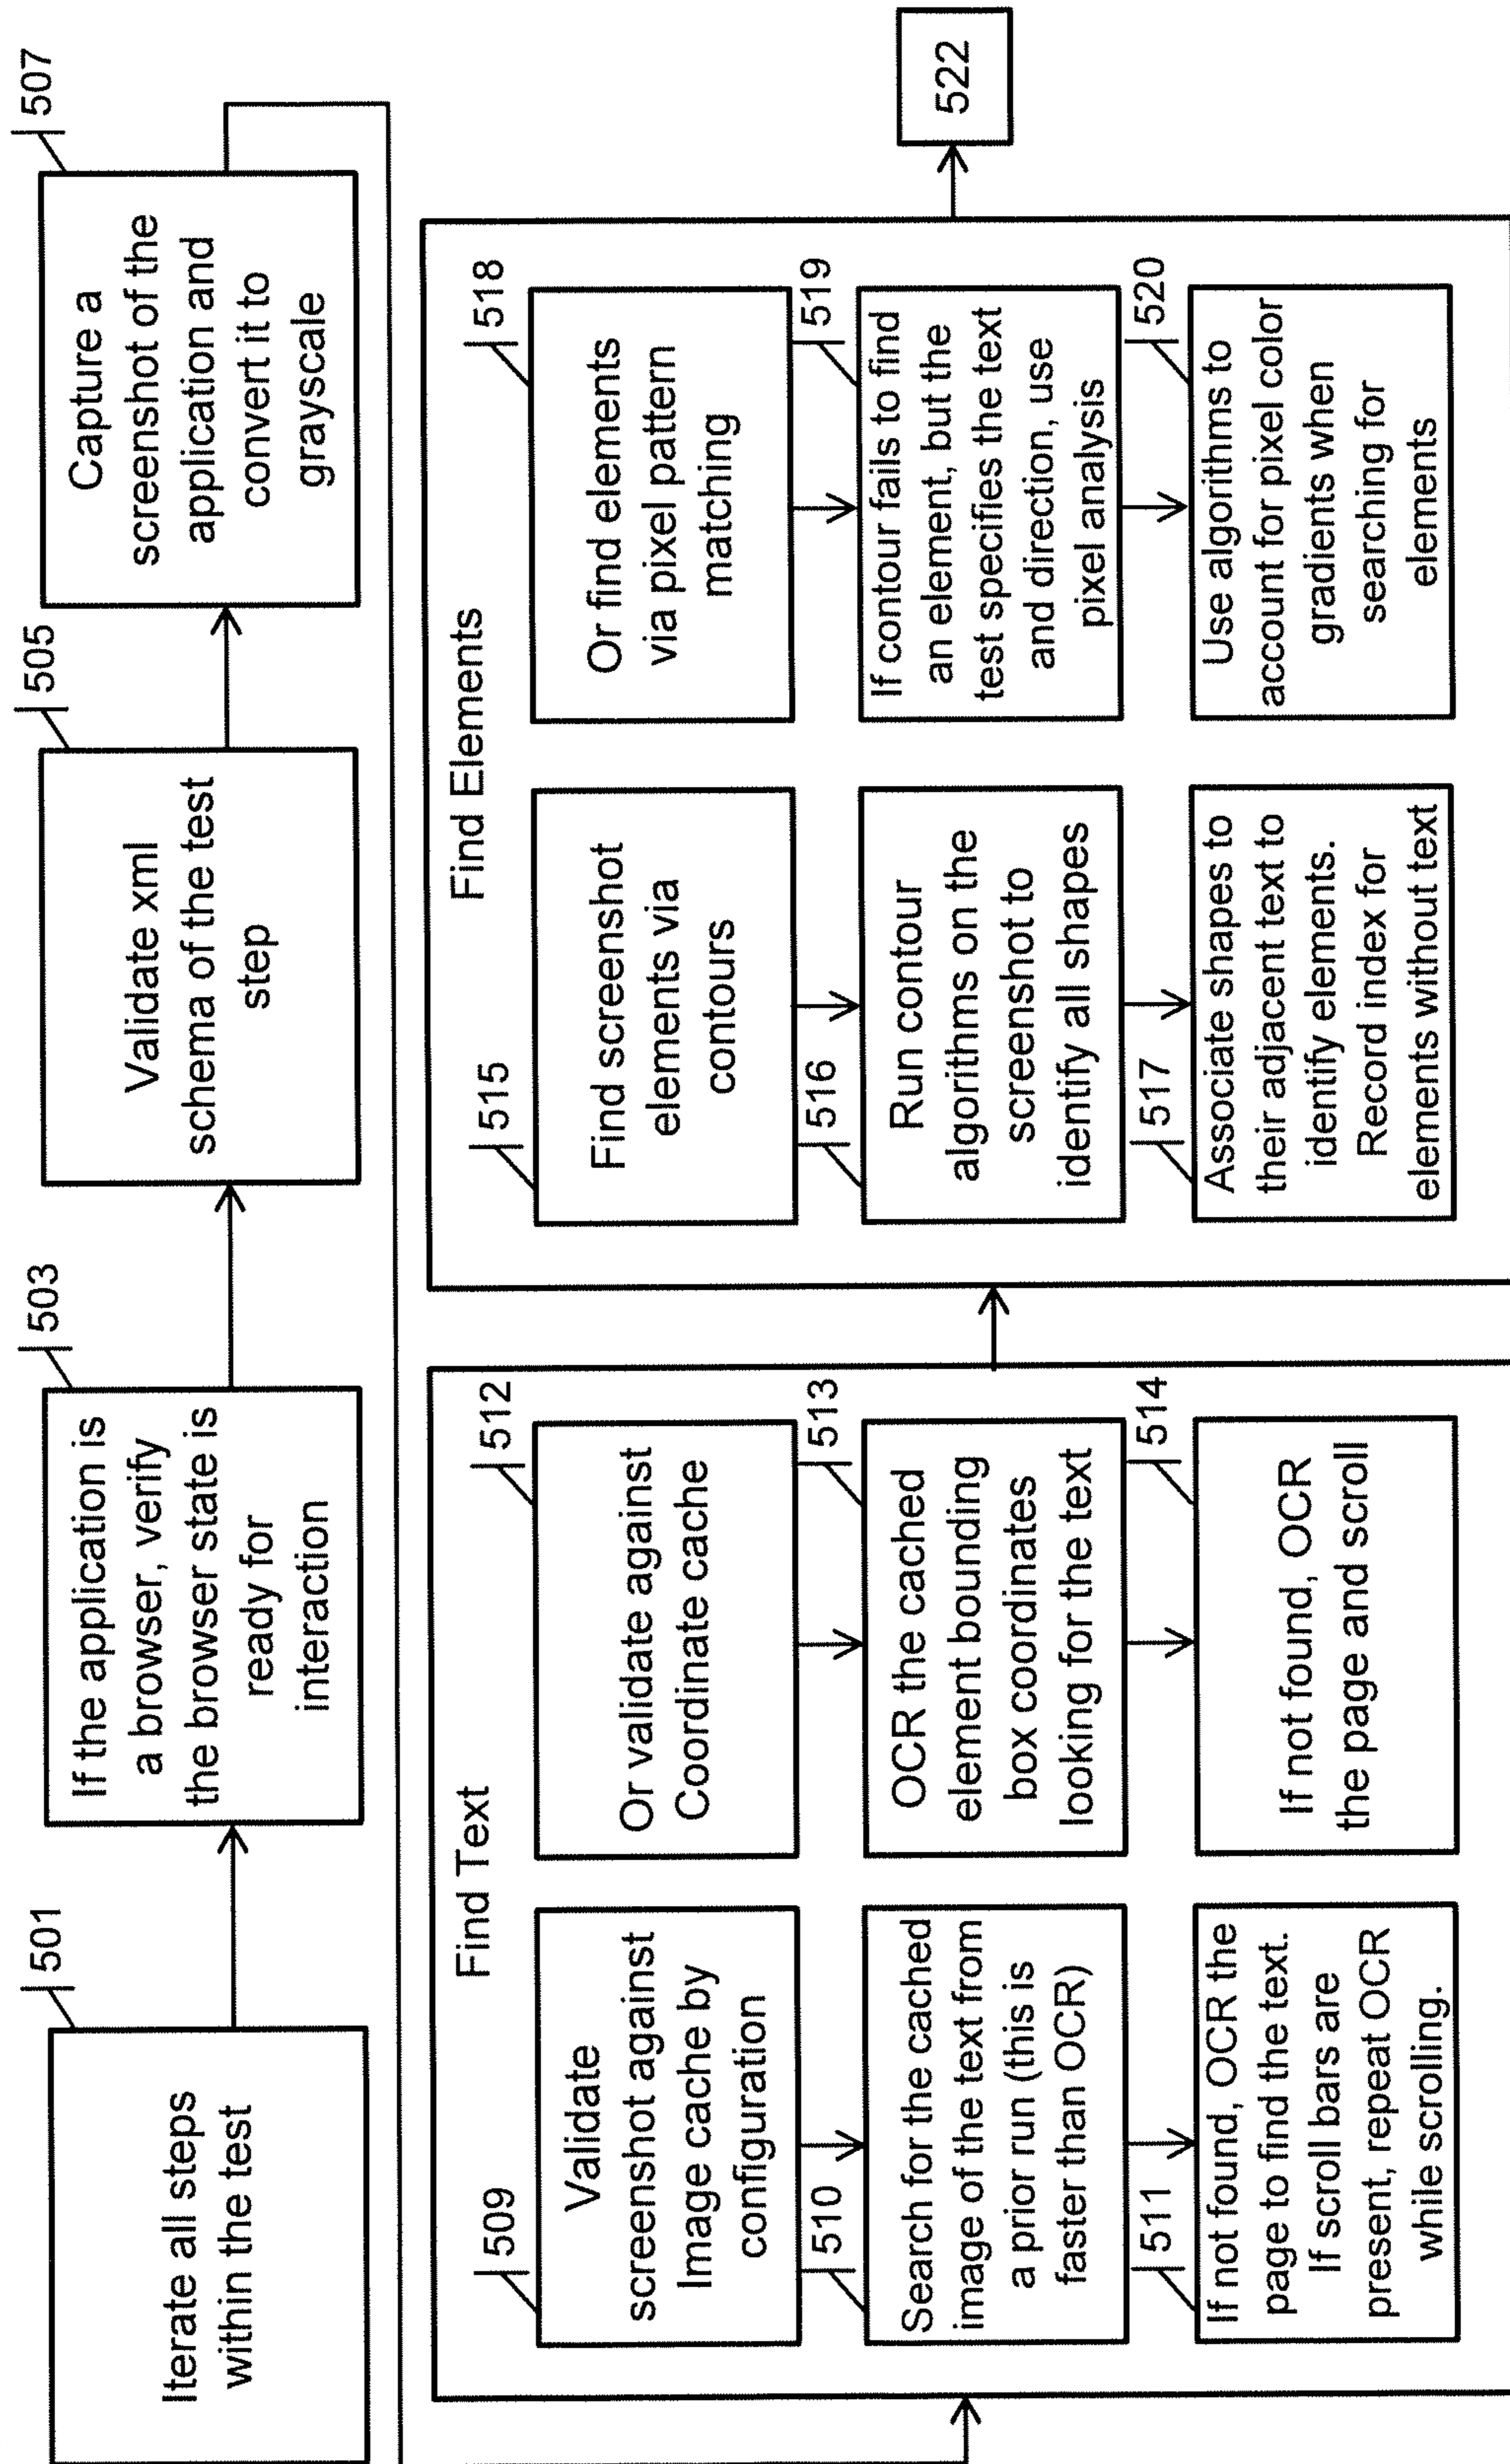 501
Iterate all steps
within the test
503
If the application is
a browser, verify
the browser state is
ready for
interaction
505
Validate xml
schema of the test
step
507
Capture a
screenshot of the
application and
convert it to
grayscale
Find Text
509
Validate
screenshot against
Image cache by
configuration
510
Search for the cached
image of the text from
a prior run (this is
faster than OCR)
511
If not found, OCR the
page to find the text.
If scroll bars are
present, repeat OCR
while scrolling.
512
Or validate against
Coordinate cache
513
OCR the cached
element bounding
box coordinates
looking for the text
514
If not found, OCR
the page and scroll
Find Elements
515
Find screenshot
elements via
contours
516
Run contour
algorithms on the
screenshot to
identify all shapes
517
Associate shapes to
their adjacent text to
identify elements.
Record index for
elements without text
518
Or find elements
via pixel pattern
matching
519
If contour fails to find
an element, but the
test specifies the text
and direction, use
pixel analysis
520
Use algorithms to
account for pixel color
gradients when
searching for
elements
522